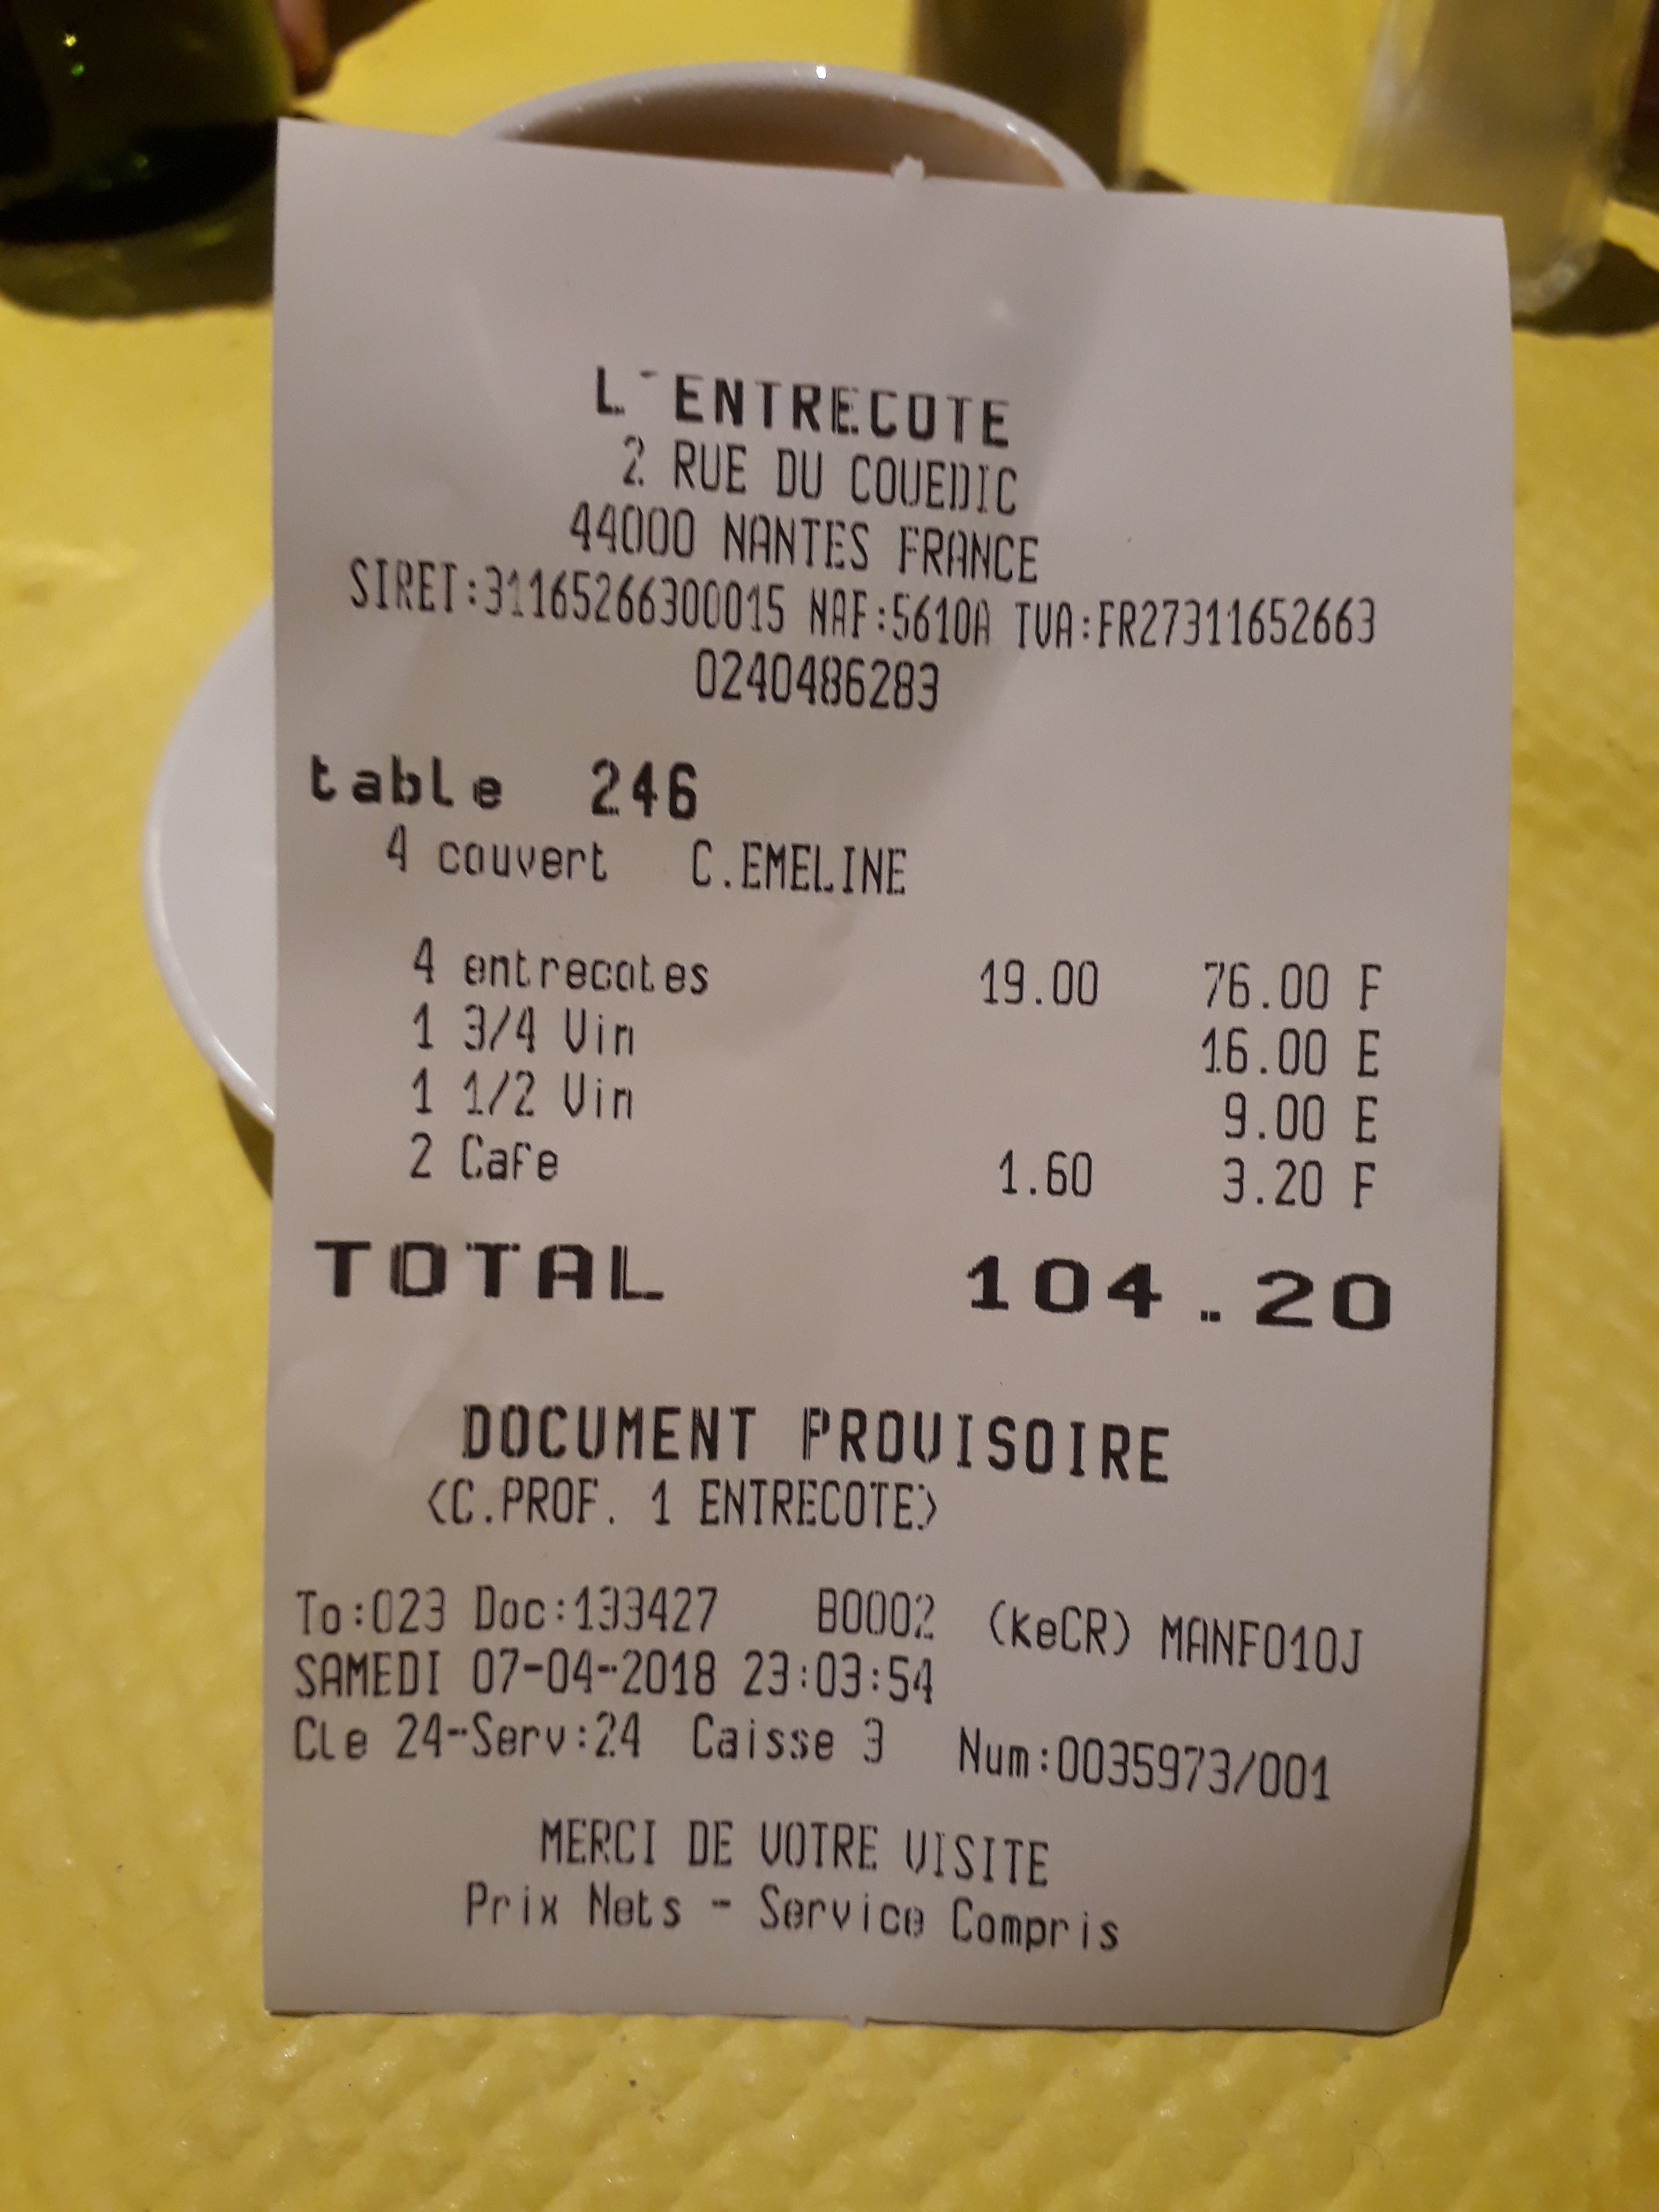 L'ENTRECOTE
2 RUE DU COUEDIC
44000 NANTES FRANCE
SIRET:31165266300015 NAF:5610A TVA:FR27311652663
0240486283
table 246
4 couvert C.EMELINE
4 entrecotes 19.00 76.00 F
1 3/4 Vin 16.00 E
1 1/2 Vin 9.00 E
2 Cafe 1.60 3.20 F
TOTAL 104.20
DOCUMENT PROVISOIRE
<C.PROF. 1 ENTRECOTE>
To:023 Doc:133427 B0002 (keCR) MANF010J
SAMEDI 07-04-2018 23:03:54
Cle 24-Serv:24 Caisse 3 Num:0035973/001
MERCI DE VOTRE VISITE
Prix Nets - Service Compris